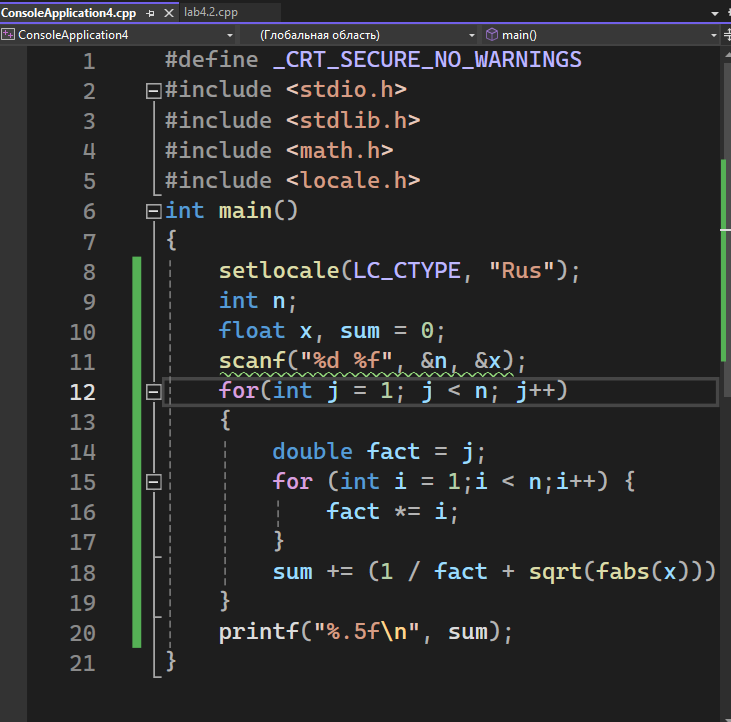 ConsoleApplication4.cpp lab4.2.cpp
ConsoleApplication4 (Глобальная область) main()
1 #define _CRT_SECURE_NO_WARNINGS
2 #include <stdio.h>
3 #include <stdlib.h>
4 #include <math.h>
5 #include <locale.h>
6 int main()
7 {
8 setlocale(LC_CTYPE, "Rus");
9 int n;
10 float x, sum = 0;
11 scanf("%d %f", &n, &x);
12 for(int j = 1; j < n; j++)
13 {
14 double fact = j;
15 for (int i = 1;i < n;i++) {
16 fact *= i;
17 }
18 sum += (1 / fact + sqrt(fabs(x)))
19 }
20 printf("%.5f\n", sum);
21 }